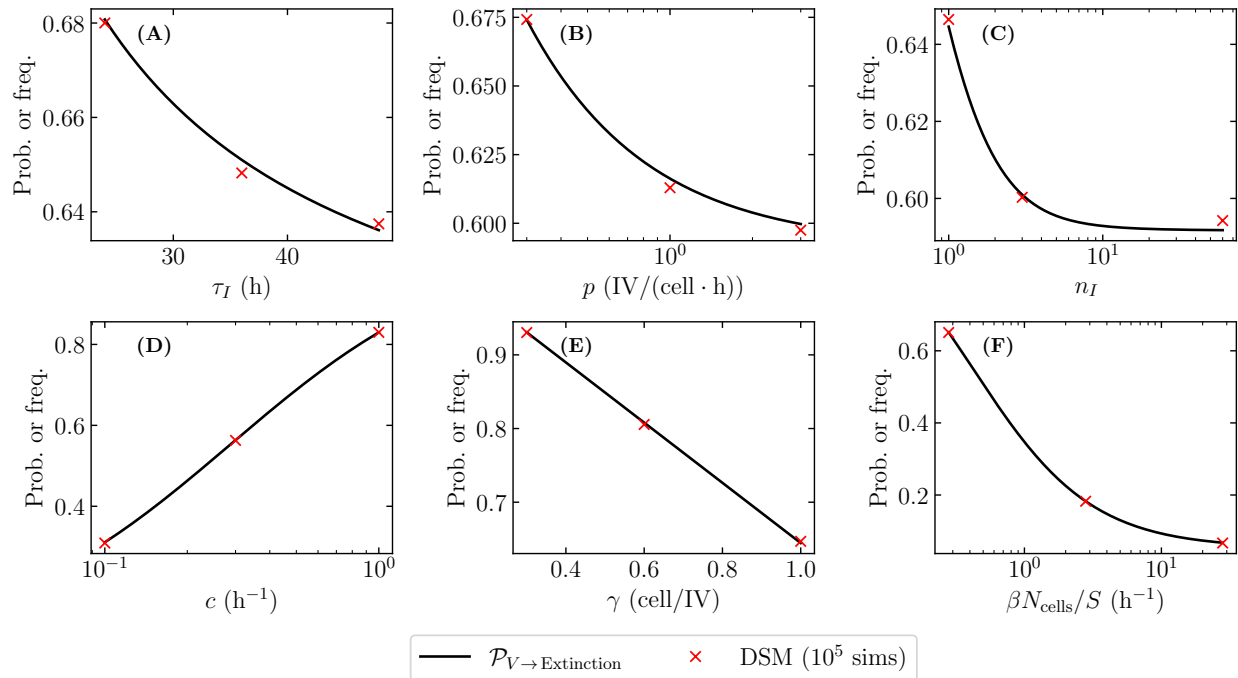 (A)
Prob. or freq.
0.68
0.66
0.64
30
40
τ_I (h)
(B)
Prob. or freq.
0.675
0.650
0.625
0.600
10^0
p (IV/(cell · h))
(C)
Prob. or freq.
0.64
0.62
0.60
10^0
10^1
n_I
(D)
Prob. or freq.
0.8
0.6
0.4
10^−1
10^0
c (h^−1)
(E)
Prob. or freq.
0.9
0.8
0.7
0.4
0.6
0.8
1.0
γ (cell/IV)
(F)
Prob. or freq.
0.6
0.4
0.2
10^0
10^1
βN_cells/S (h^−1)
𝒫_V→Extinction
DSM (10^5 sims)